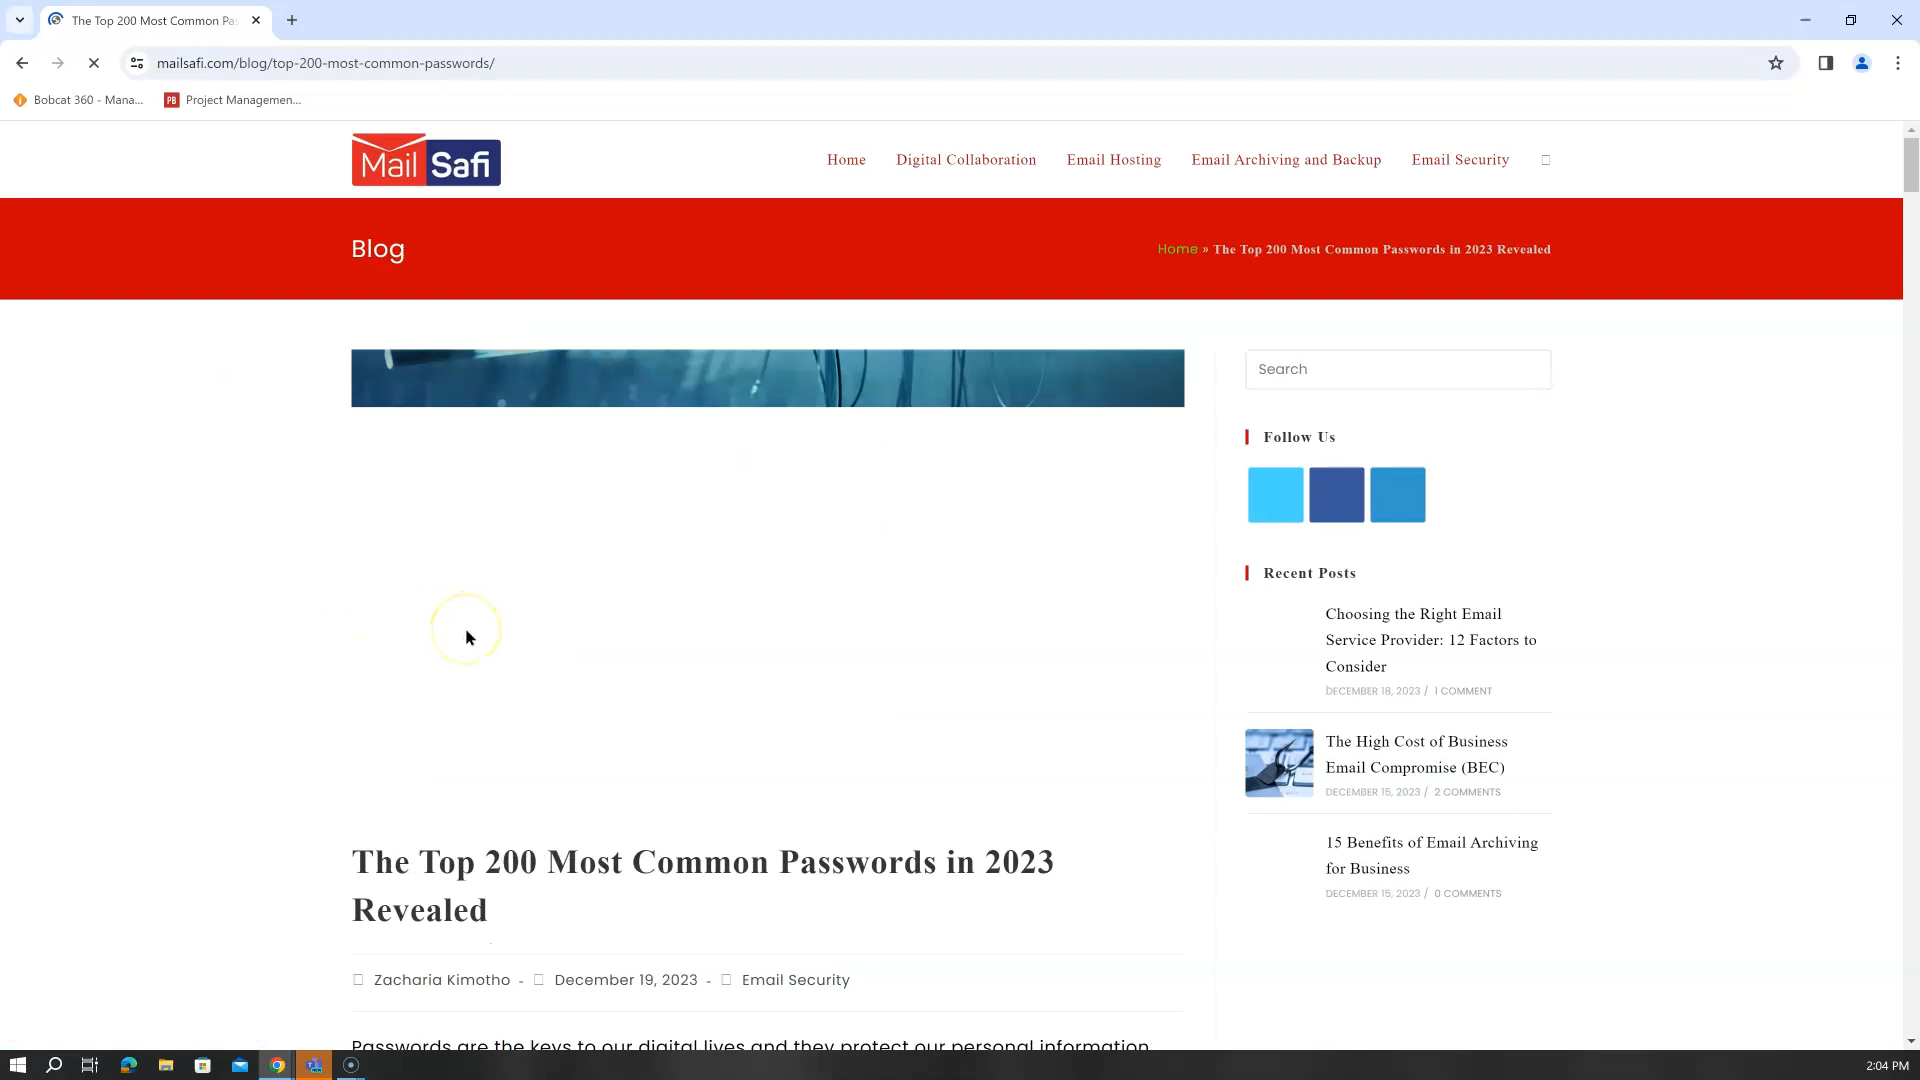 The Top 200 Most Common Pa
mailsafi.com/blog/top-200-most-common-passwords/
Bobcat 360 - Mana...
PB Project Managemen...
Mail Safi
Home Digital Collaboration Email Hosting Email Archiving and Backup Email Security
Blog
Home » The Top 200 Most Common Passwords in 2023 Revealed
Search
Follow Us
Recent Posts
Choosing the Right Email
Service Provider: 12 Factors to
Consider
DECEMBER 18, 2023 / 1 COMMENT
The High Cost of Business
Email Compromise (BEC)
DECEMBER 15, 2023 / 2 COMMENTS
15 Benefits of Email Archiving
for Business
DECEMBER 15, 2023 / 0 COMMENTS
The Top 200 Most Common Passwords in 2023
Revealed
Zacharia Kimotho - December 19, 2023 - Email Security
Passwords are the keys to our digital lives and they protect our personal information
2:04 PM